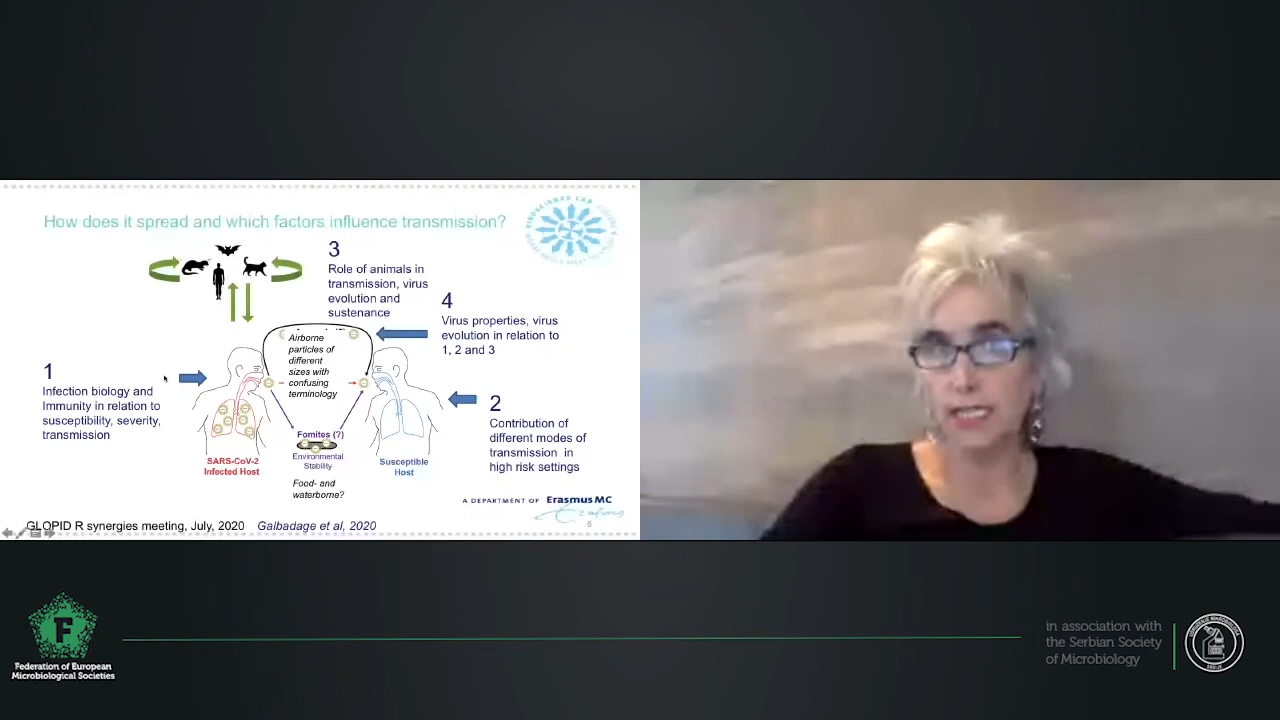 How does it spread and which factors influence transmission?
3
Role of animals in
transmission, virus
evolution and
sustenance
4
Virus properties, virus
evolution in relation to
1, 2 and 3
Airborne
particles of
different
sizes with
confusing
terminology
1
Infection biology and
Immunity in relation to
susceptibility, severity,
transmission
2
Contribution of
different modes of
transmission in
high risk settings
Fomites (?)
Environmental
Stability
SARS-CoV-2
Infected Host
Susceptible
Host
Food- and
waterborne?
A DEPARTMENT OF Erasmus MC
Erasmus
GLOPID R synergies meeting, July, 2020 Galbadage et al, 2020
F
Federation of European
Microbiological Societies
in association with
the Serbian Society
of Microbiology